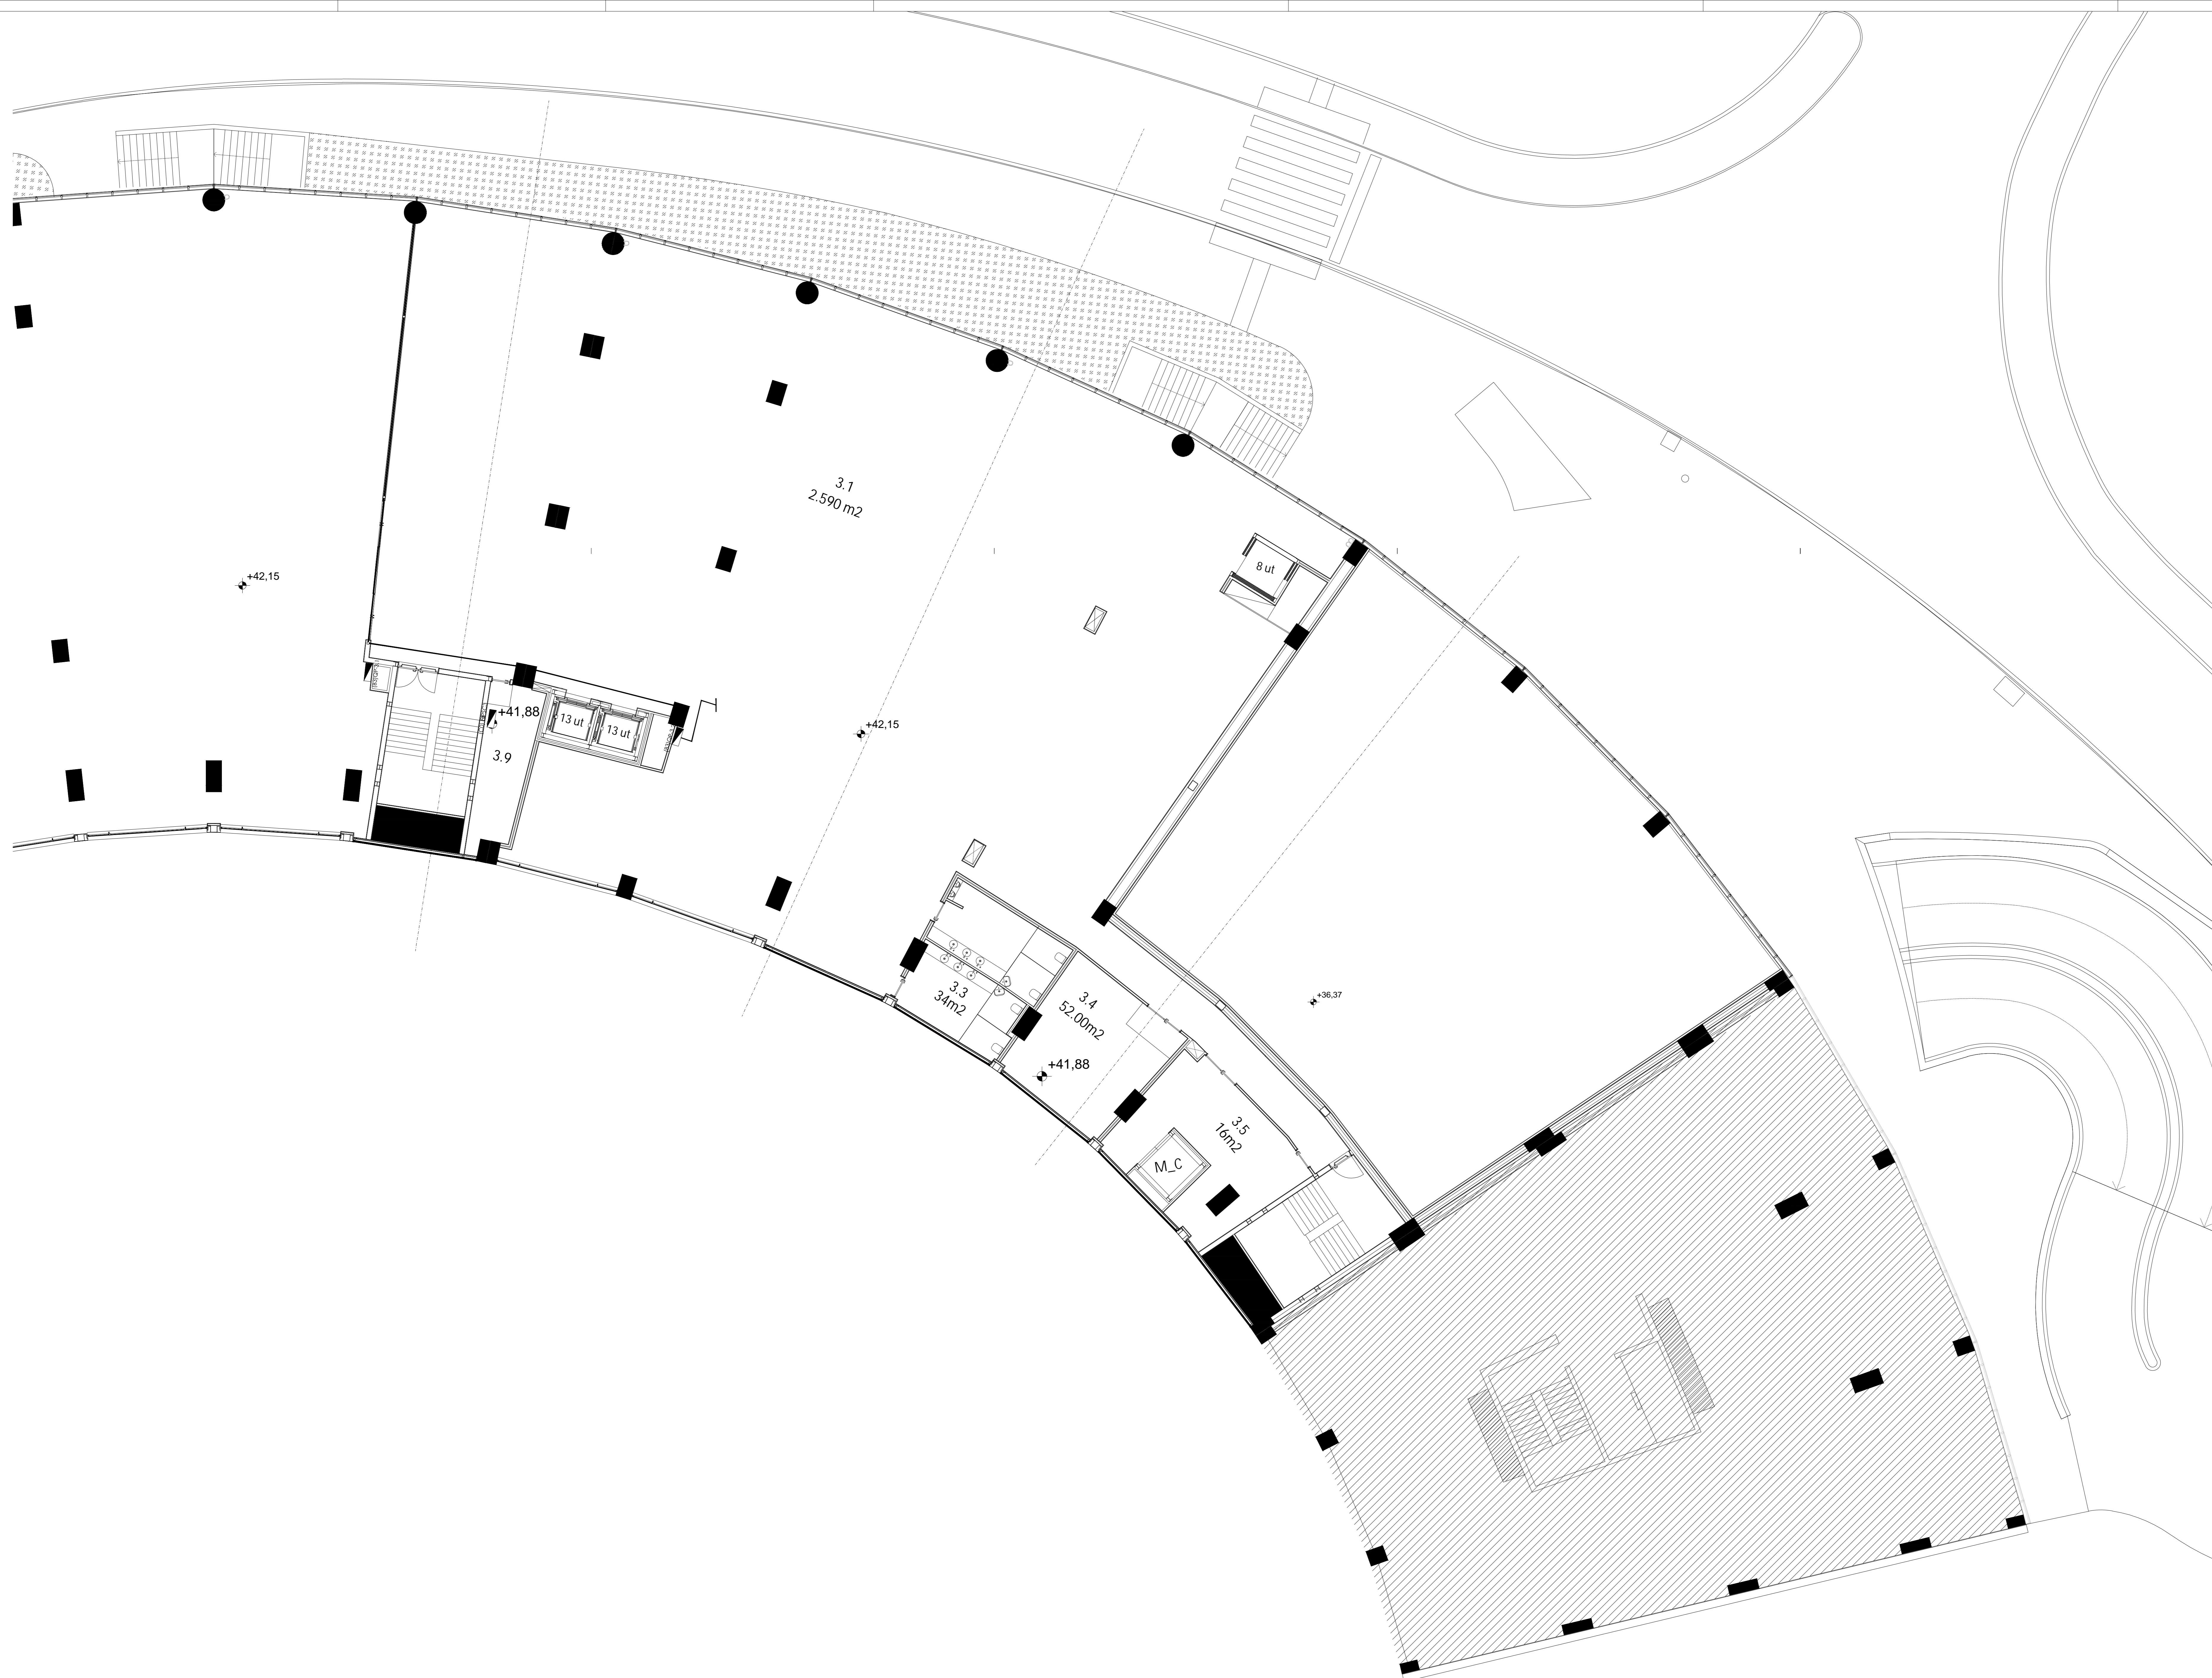 3.1
2.590 m2
8 ut
+42,15
+41,88
13 ut
13 ut
+42,15
3.9
3.3
34m2
3.4
52.00m2
+36,37
+41,88
3.5
16m2
M_C